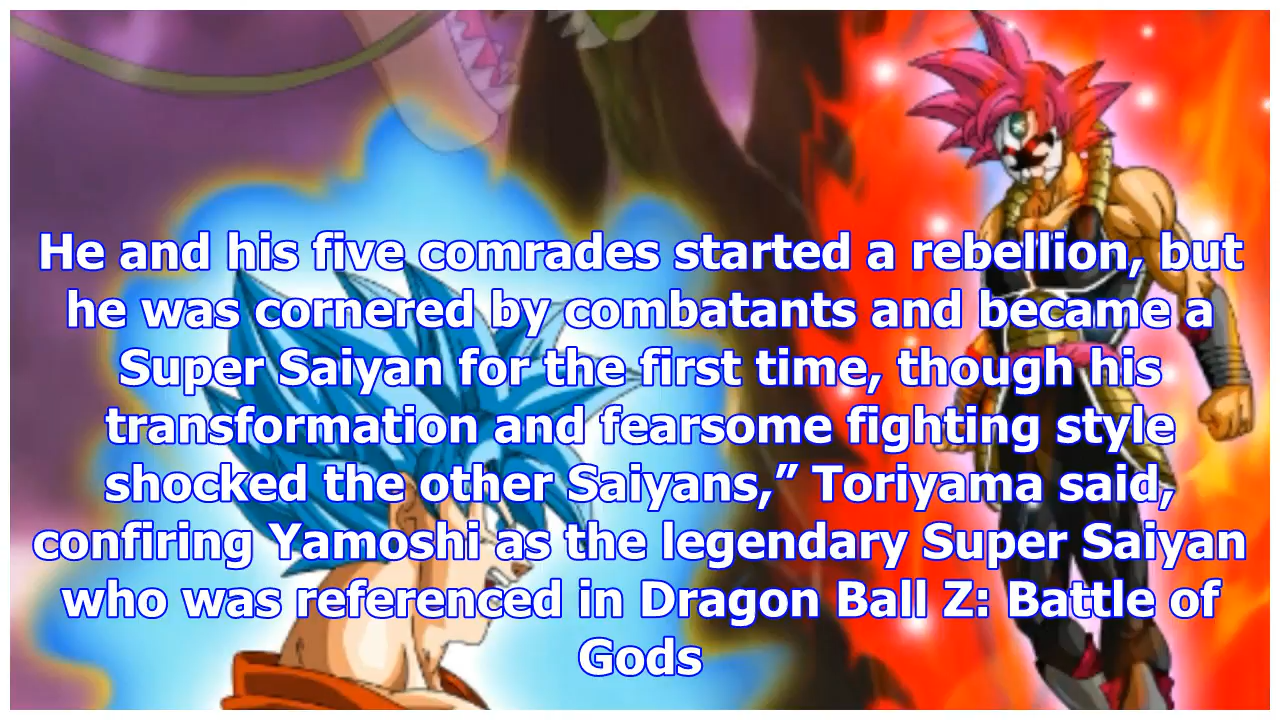 He and his five comrades started a rebellion, but
he was cornered by combatants and became a
Super Saiyan for the first time, though his
transformation and fearsome fighting style
shocked the other Saiyans,” Toriyama said,
confiring Yamoshi as the legendary Super Saiyan
who was referenced in Dragon Ball Z: Battle of
Gods